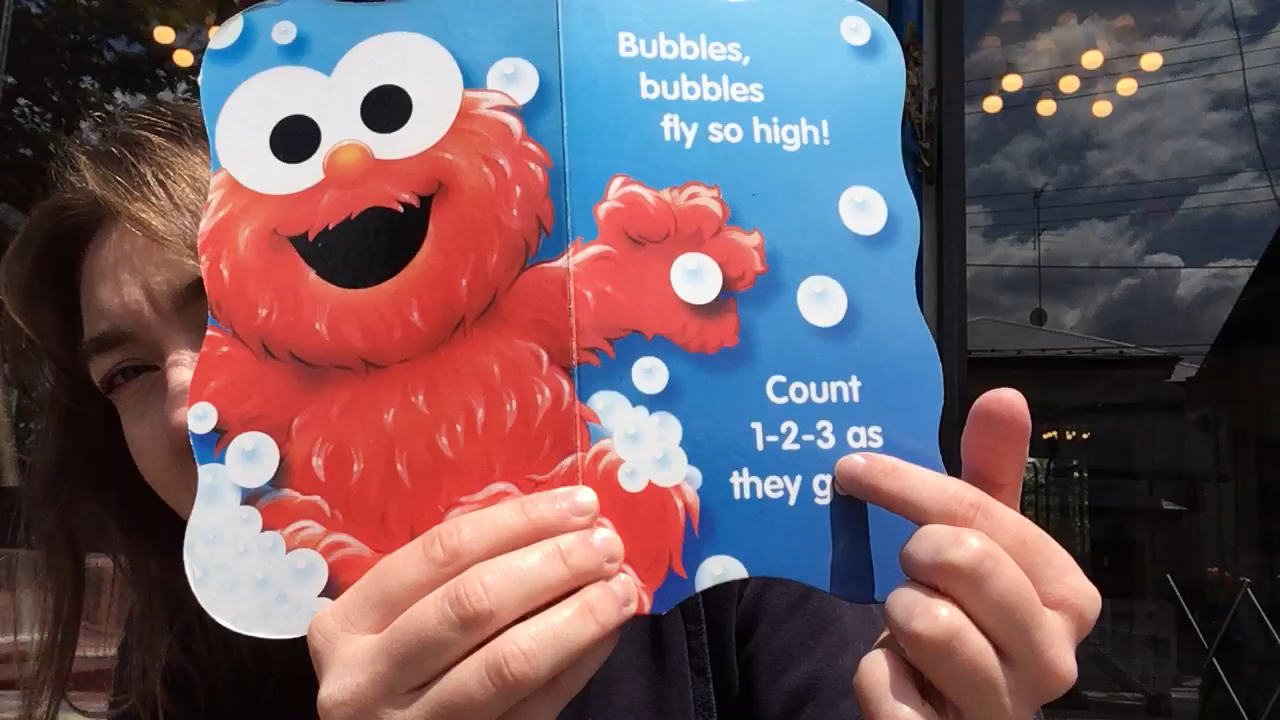 Bubbles,
bubbles
fly so high!
Count
1-2-3 as
they